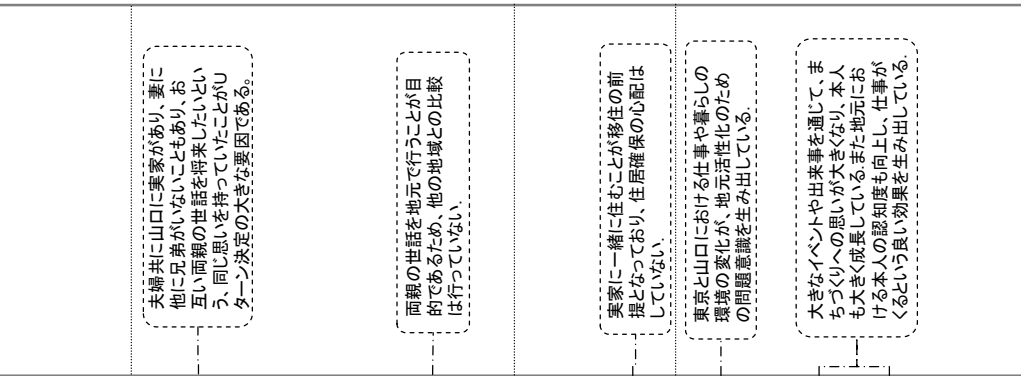 夫婦共に山口に実家があり、妻に
他に兄弟がいないこともあり、お
互い両親の世話を将来したいとい
う、同じ思いを持っていたことがU
ターン決定の大きな要因である。
両親の世話を地元で行うことが目
的であるため、他の地域との比較
は行っていない.
実家に一緒に住むことが移住の前
提となっており、住居確保の心配は
していない.
東京と山口における仕事や暮らしの
環境の変化が、地元活性化のため
の問題意識を生み出している.
大きなイベントや出来事を通じて、ま
ちづくりへの思いが大きくなり、本人
も大きく成長している.また地元にお
ける本人の認知度も向上し、仕事が
くるという良い効果を生み出している.